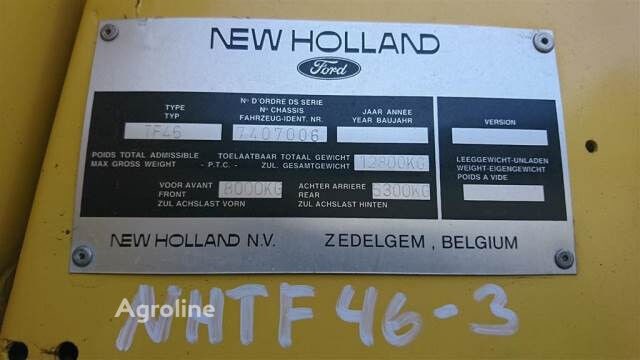 NEW HOLLAND
Ford
TYPE
TYP
TF46
Nº D'ORDRE DS SERIE
Nº CHASSIS
FAHRZEUG-IDENT. NR.
7407006
JAAR ANNEE
YEAR BAUJAHR
VERSION
POIDS TOTAL ADMISSIBLE TOELAATBAAR TOTAAL GEWICHT
MAX GROSS WEIGHT - P.T.C. - ZUL. GESAMTGEWICHT
12800KG
LEEGGEWICHT-UNLADEN
WEIGHT-EIGENGEWICHT
POIDS A VIDE
VOOR AVANT
FRONT
ZUL ACHSLAST VORN
8000KG
ACHTER ARRIERE
REAR
ZUL ACHSLAST HINTEN
5300KG
NEW HOLLAND N.V. ZEDELGEM, BELGIUM
Agroline
NHTF46-3